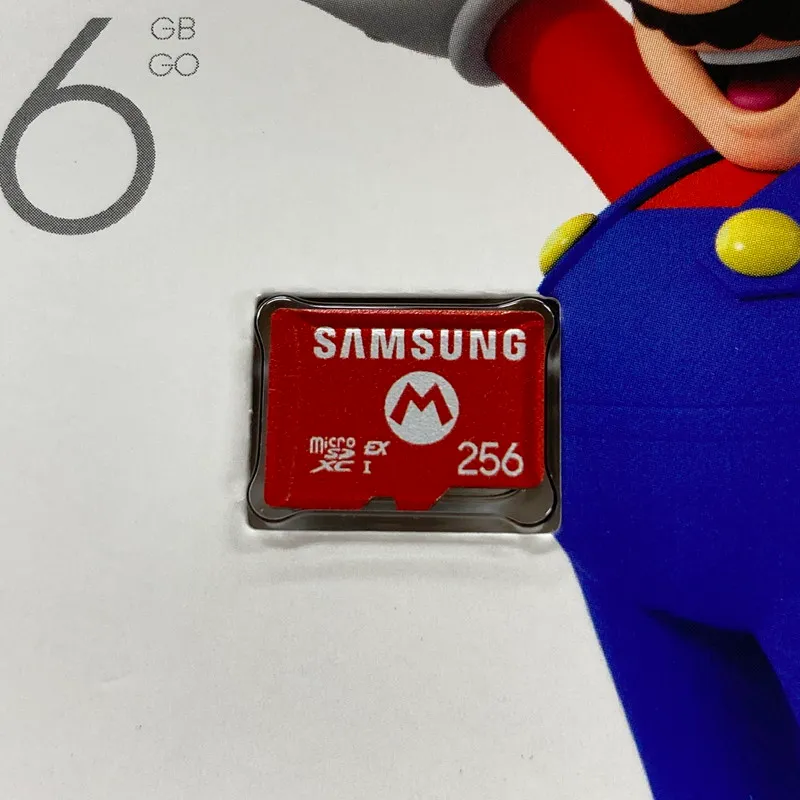 6 GB
GO
SAMSUNG
M
micro
SD EX
XC I
256